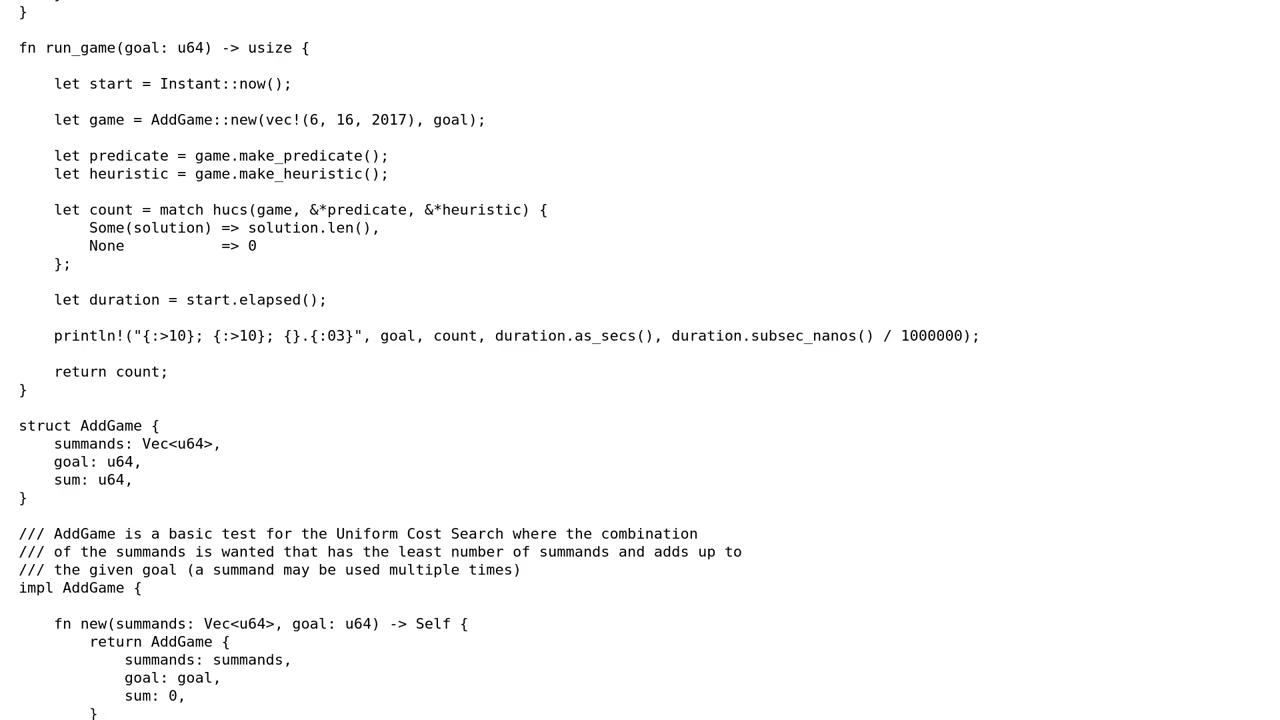 }
fn run_game(goal: u64) -> usize {
    let start = Instant::now();
    let game = AddGame::new(vec!(6, 16, 2017), goal);
    let predicate = game.make_predicate();
    let heuristic = game.make_heuristic();
    let count = match hucs(game, &*predicate, &*heuristic) {
        Some(solution) => solution.len(),
        None           => 0
    };
    let duration = start.elapsed();
    println!("{:>10}; {:>10}; {}.{:03}", goal, count, duration.as_secs(), duration.subsec_nanos() / 1000000);
    return count;
}
struct AddGame {
    summands: Vec<u64>,
    goal: u64,
    sum: u64,
}
/// AddGame is a basic test for the Uniform Cost Search where the combination
/// of the summands is wanted that has the least number of summands and adds up to
/// the given goal (a summand may be used multiple times)
impl AddGame {
    fn new(summands: Vec<u64>, goal: u64) -> Self {
        return AddGame {
            summands: summands,
            goal: goal,
            sum: 0,
        }